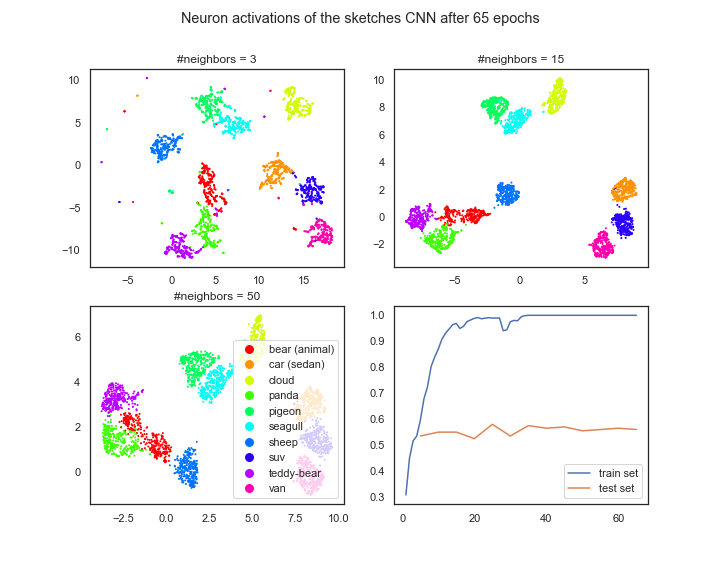 Neuron activations of the sketches CNN after 65 epochs
#neighbors = 3
10
5
0
−5
−10
−5
0
5
10
15
#neighbors = 15
10
8
6
4
2
0
−2
−5
0
5
#neighbors = 50
6
4
2
0
−2.5
0.0
2.5
5.0
7.5
10.0
bear (animal)
car (sedan)
cloud
panda
pigeon
seagull
sheep
suv
teddy-bear
van
1.0
0.9
0.8
0.7
0.6
0.5
0.4
0.3
0
20
40
60
train set
test set